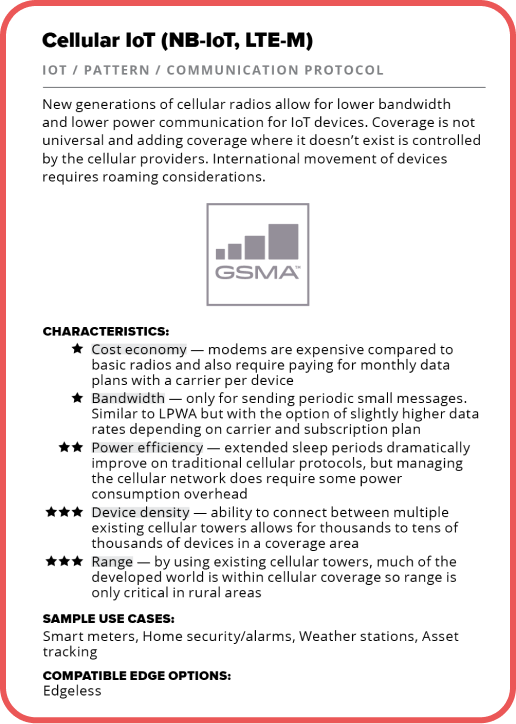 Cellular IoT (NB-IoT, LTE-M)
IOT / PATTERN / COMMUNICATION PROTOCOL
New generations of cellular radios allow for lower bandwidth
and lower power communication for IoT devices. Coverage is not
universal and adding coverage where it doesn’t exist is controlled
by the cellular providers. International movement of devices
requires roaming considerations.
GSMA™
CHARACTERISTICS:
★ Cost economy — modems are expensive compared to
basic radios and also require paying for monthly data
plans with a carrier per device
★ Bandwidth — only for sending periodic small messages.
Similar to LPWA but with the option of slightly higher data
rates depending on carrier and subscription plan
★★ Power efficiency — extended sleep periods dramatically
improve on traditional cellular protocols, but managing
the cellular network does require some power
consumption overhead
★★★ Device density — ability to connect between multiple
existing cellular towers allows for thousands to tens of
thousands of devices in a coverage area
★★★ Range — by using existing cellular towers, much of the
developed world is within cellular coverage so range is
only critical in rural areas
SAMPLE USE CASES:
Smart meters, Home security/alarms, Weather stations, Asset
tracking
COMPATIBLE EDGE OPTIONS:
Edgeless